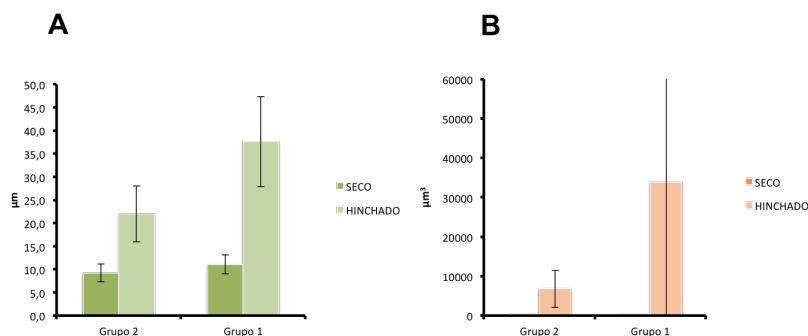 A
50,0
45,0
40,0
35,0
30,0
25,0
20,0
15,0
10,0
5,0
0,0
µm
Grupo 2
Grupo 1
SECO
HINCHADO
B
60000
50000
40000
30000
20000
10000
0
µm³
Grupo 2
Grupo 1
SECO
HINCHADO